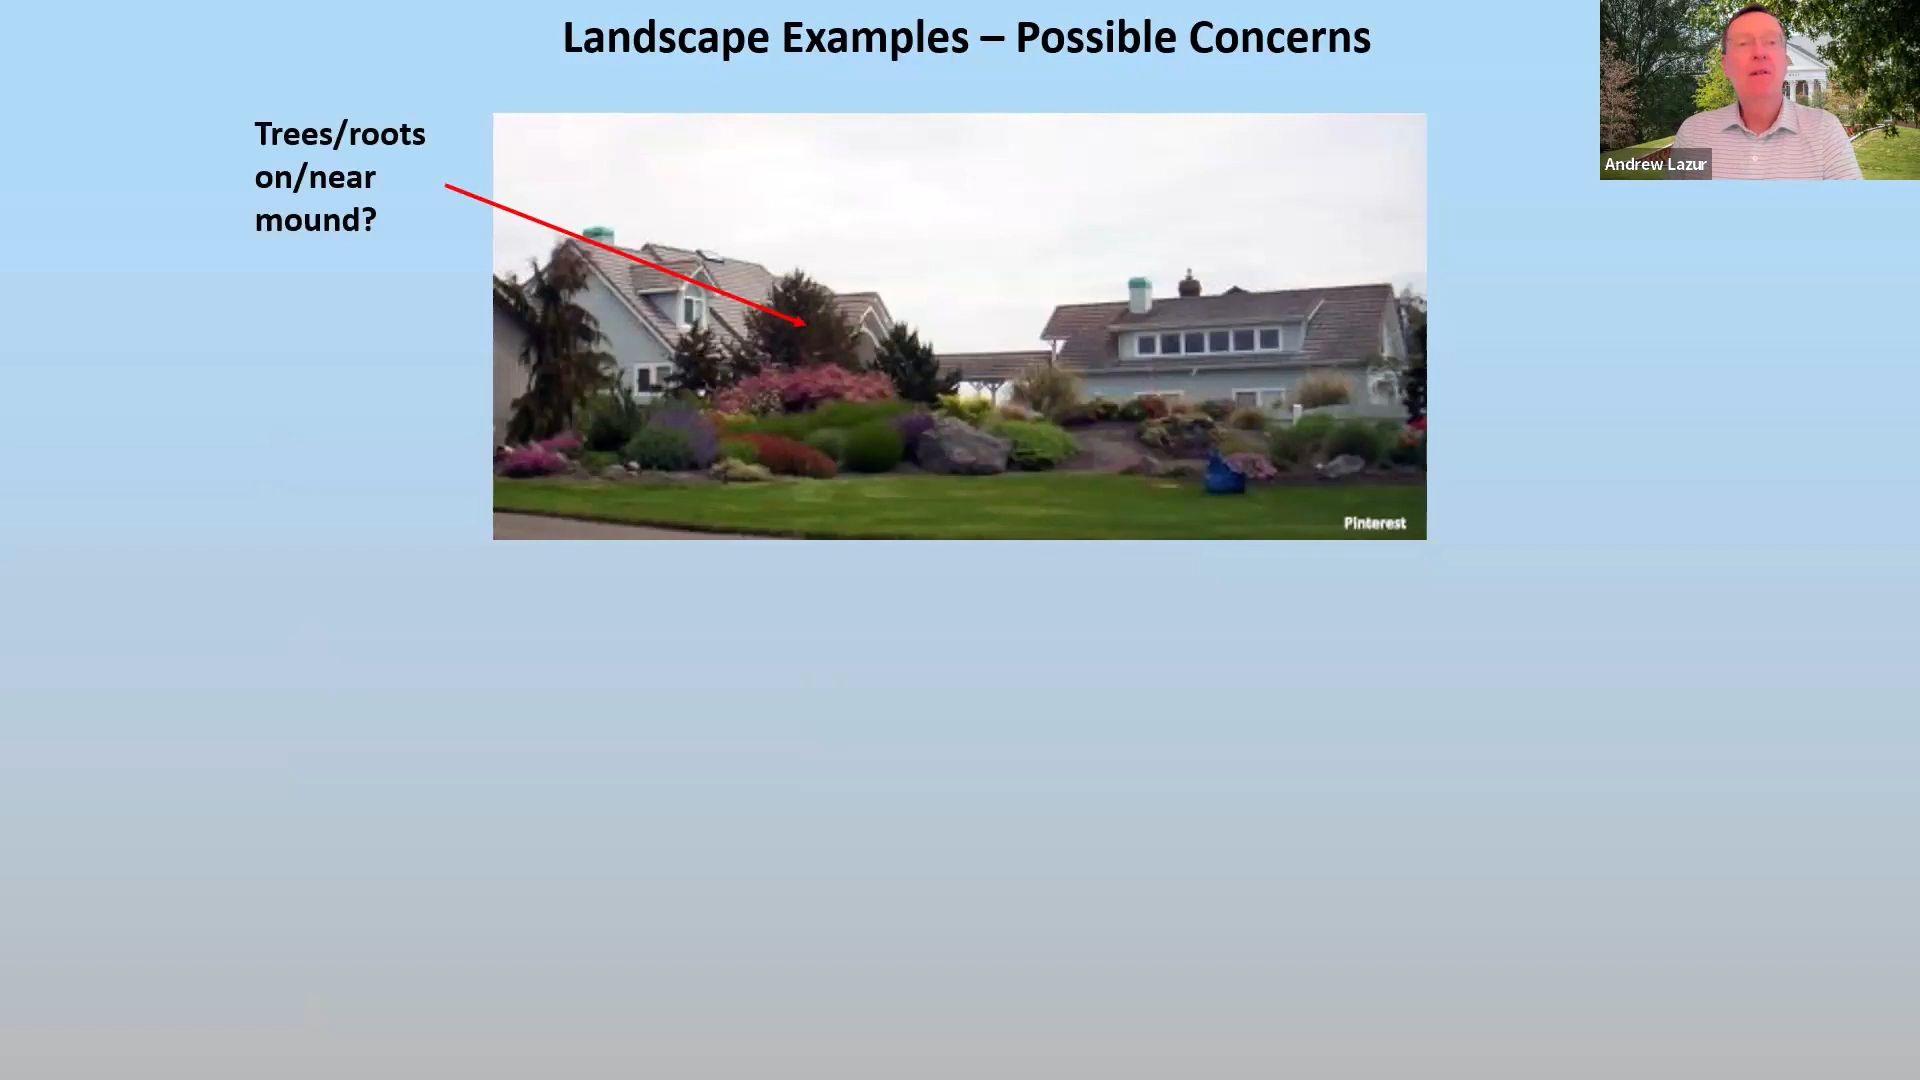 Landscape Examples – Possible Concerns
Trees/roots
on/near
mound?
Andrew Lazur
Pinterest